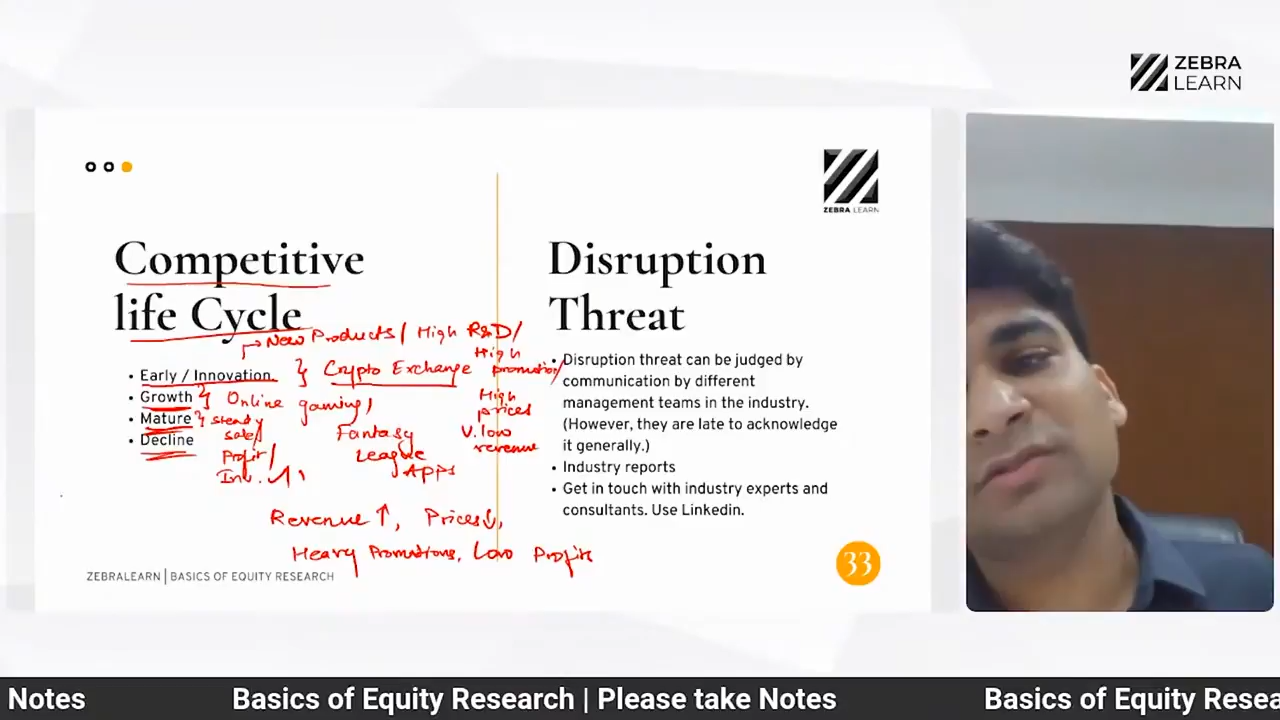 ZEBRA
LEARN
ZEBRA LEARN
Competitive
life Cycle
New Products / High R&D /
High
promotion /
• Early / Innovation
Crypto Exchange
• Growth
Online gaming,
High
prices
• Mature
steady
sales/
Profit/
Fantasy
League
Apps
V. low
revenue
• Decline
Revenue ↑, Prices↓,
Heavy Promotions, Low Profits
ZEBRALEARN | BASICS OF EQUITY RESEARCH
Disruption
Threat
• Disruption threat can be judged by
communication by different
management teams in the industry.
(However, they are late to acknowledge
it generally.)
• Industry reports
• Get in touch with industry experts and
consultants. Use Linkedin.
33
Notes Basics of Equity Research | Please take Notes Basics of Equity Resea